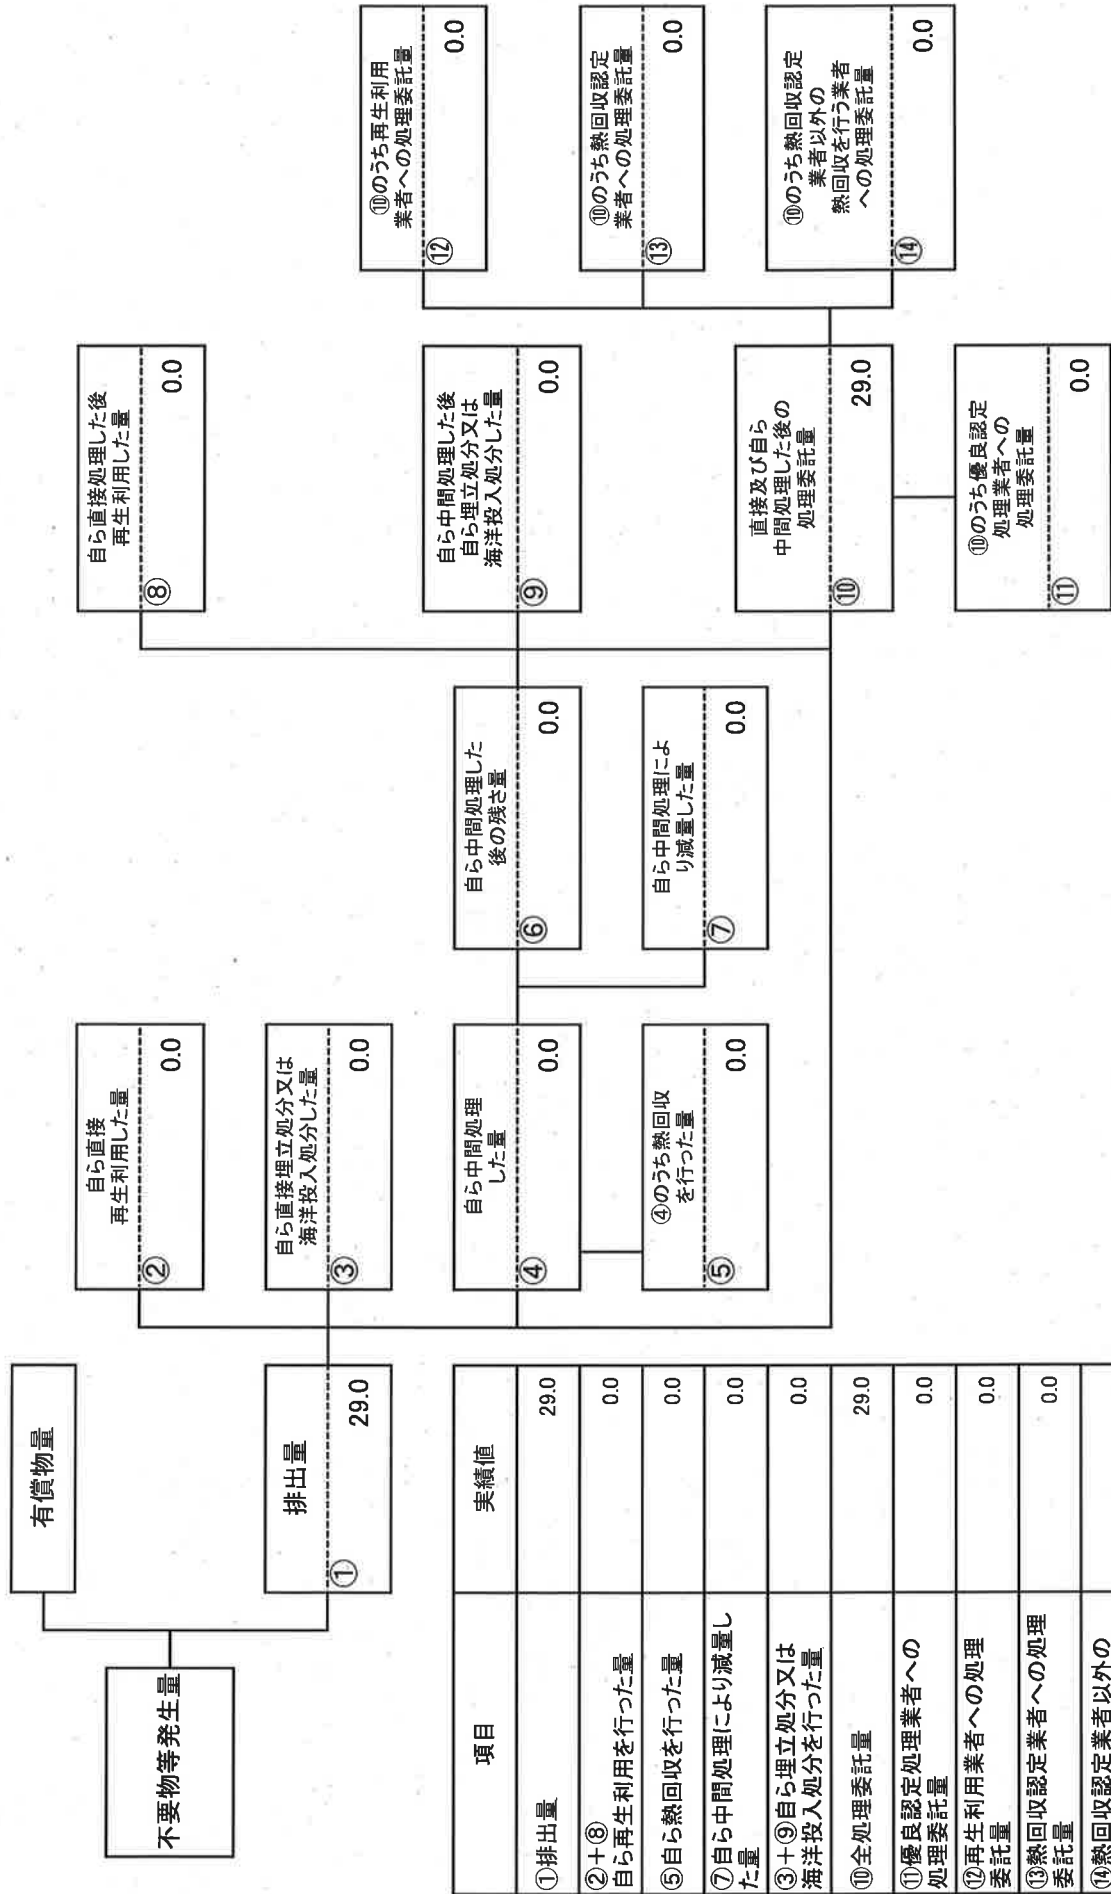 不要物等発生量
有償物量
排出量
①
29.0
自ら直接
再生利用した量
②
0.0
自ら直接埋立処分又は
海洋投入処分した量
③
0.0
自ら中間処理
した量
④
0.0
④のうち熱回収
を行った量
⑤
0.0
自ら中間処理した
後の残さ量
⑥
0.0
自ら中間処理によ
り減量した量
⑦
0.0
自ら直接処理した後
再生利用した量
⑧
0.0
自ら中間処理した後
自ら埋立処分又は
海洋投入処分した量
⑨
0.0
直接及び自ら
中間処理した後の
処理委託量
⑩
29.0
⑩のうち優良認定
処理業者への
処理委託量
⑪
0.0
⑩のうち再生利用
業者への処理委託量
⑫
0.0
⑩のうち熱回収認定
業者への処理委託量
⑬
0.0
⑩のうち熱回収認定
業者以外の
熱回収を行う業者
への処理委託量
⑭
0.0
項目 実績値
①排出量 29.0
②+⑧
自ら再生利用を行った量 0.0
⑤自ら熱回収を行った量 0.0
⑦自ら中間処理により減量し
た量 0.0
③+⑨自ら埋立処分又は
海洋投入処分を行った量 0.0
⑩全処理委託量 29.0
⑪優良認定処理業者への
処理委託量 0.0
⑫再生利用業者への処理
委託量 0.0
⑬熱回収認定業者への処理
委託量 0.0
⑭熱回収認定業者以外の